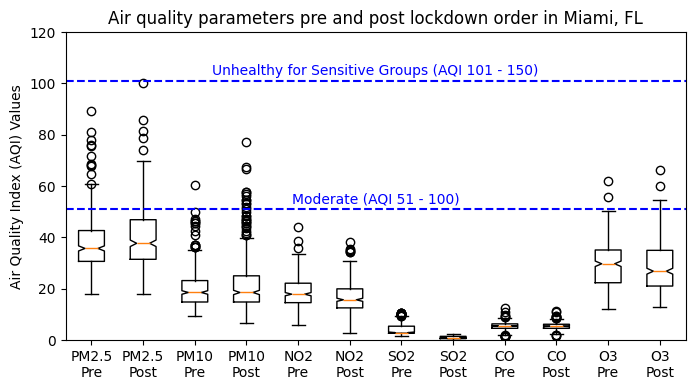 Air quality parameters pre and post lockdown order in Miami, FL
Air Quality Index (AQI) Values
120
100
80
60
40
20
0
Unhealthy for Sensitive Groups (AQI 101 - 150)
Moderate (AQI 51 - 100)
PM2.5 PM2.5 PM10 PM10 NO2 NO2 SO2 SO2 CO CO O3 O3
Pre Post Pre Post Pre Post Pre Post Pre Post Pre Post